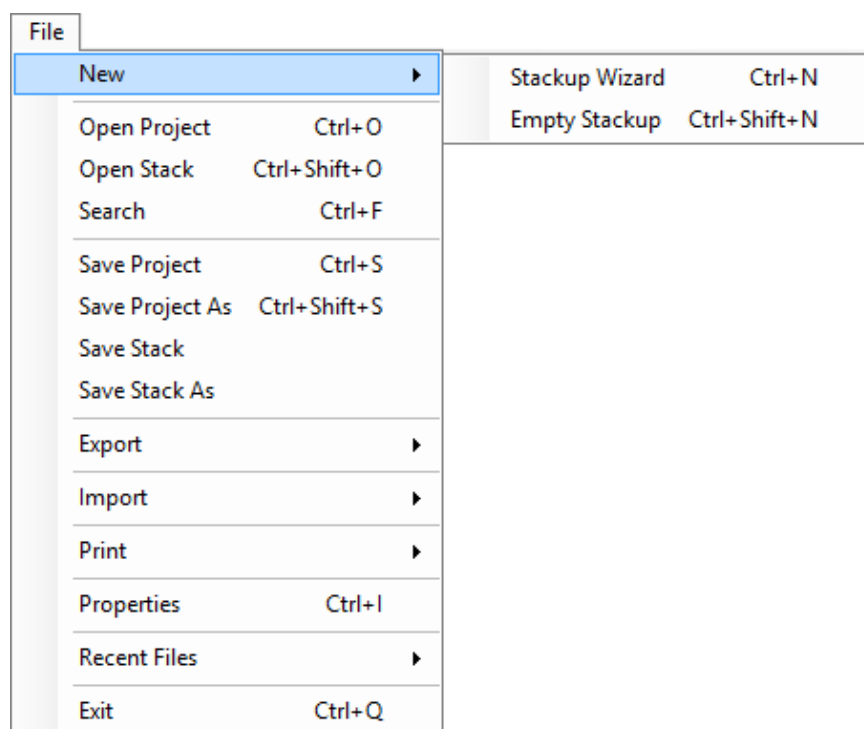 File
New
Stackup Wizard Ctrl+N
Empty Stackup Ctrl+Shift+N
Open Project Ctrl+O
Open Stack Ctrl+Shift+O
Search Ctrl+F
Save Project Ctrl+S
Save Project As Ctrl+Shift+S
Save Stack
Save Stack As
Export
Import
Print
Properties Ctrl+I
Recent Files
Exit Ctrl+Q